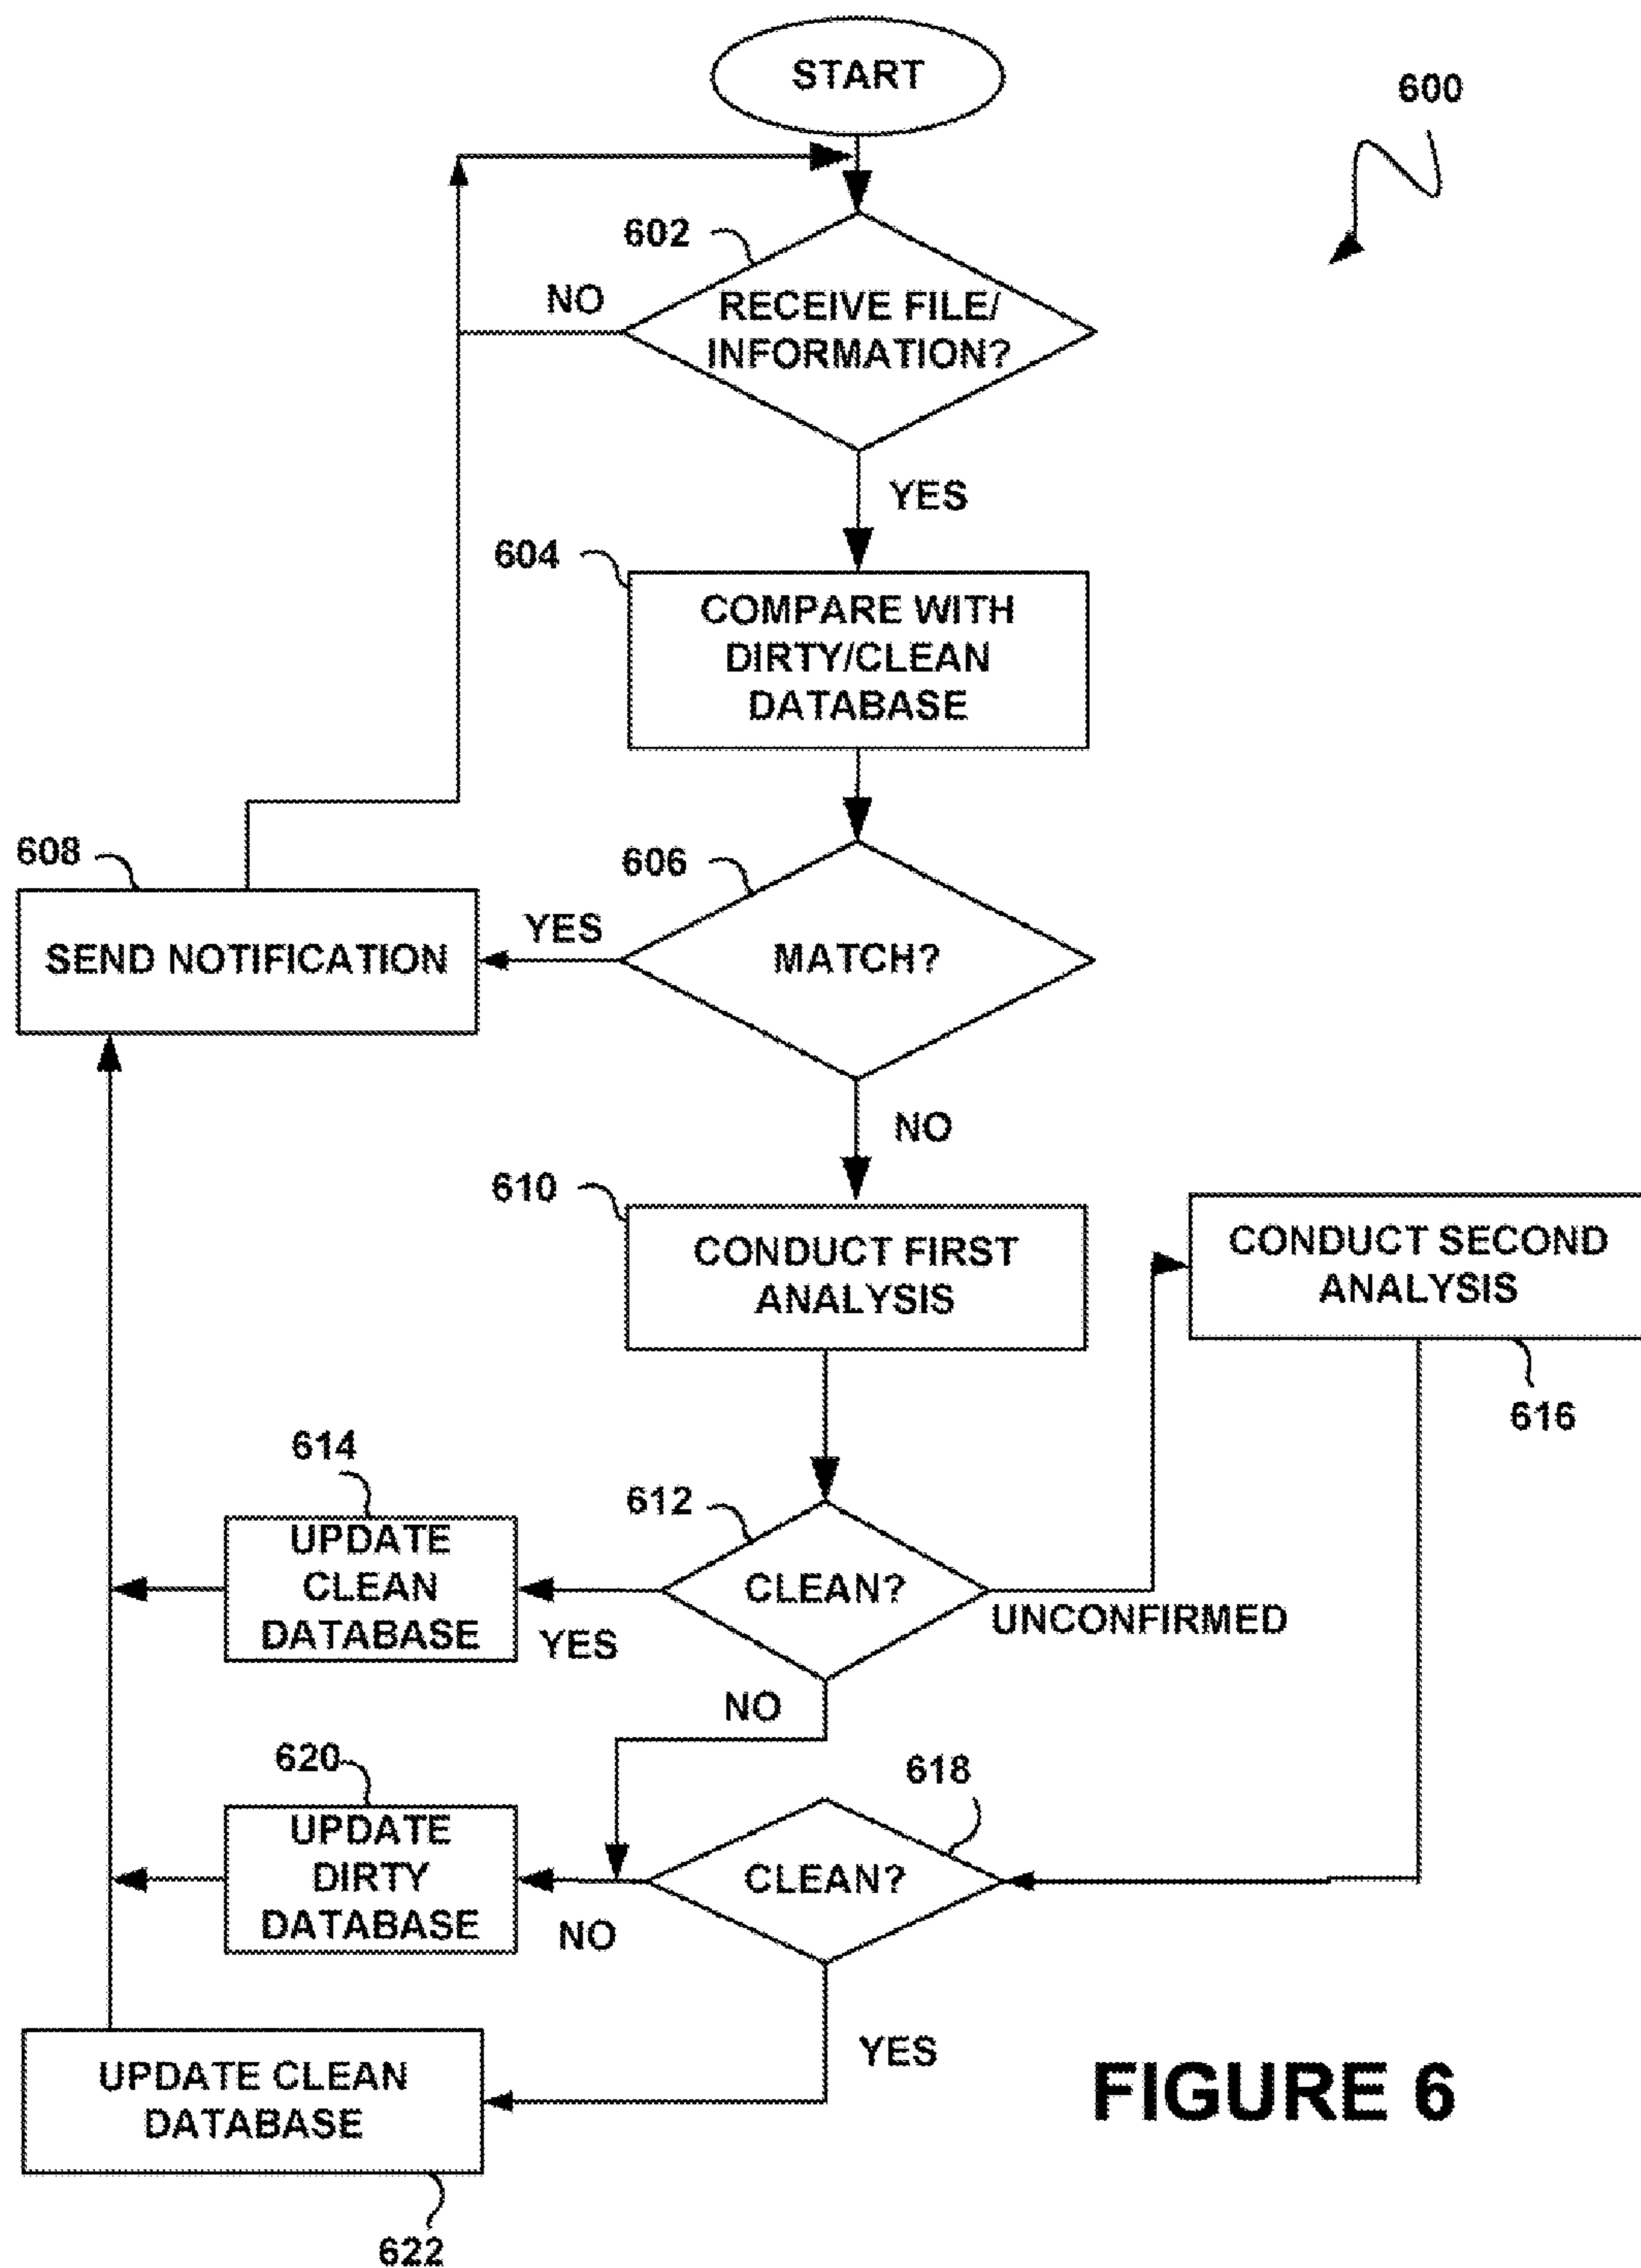 START
600
602
NO
RECEIVE FILE/
INFORMATION?
YES
604
COMPARE WITH
DIRTY/CLEAN
DATABASE
608
606
SEND NOTIFICATION
YES
MATCH?
NO
610
CONDUCT FIRST
ANALYSIS
CONDUCT SECOND
ANALYSIS
616
614
612
UPDATE
CLEAN
DATABASE
YES
CLEAN?
UNCONFIRMED
NO
620
618
UPDATE
DIRTY
DATABASE
NO
CLEAN?
YES
UPDATE CLEAN
DATABASE
622
FIGURE 6